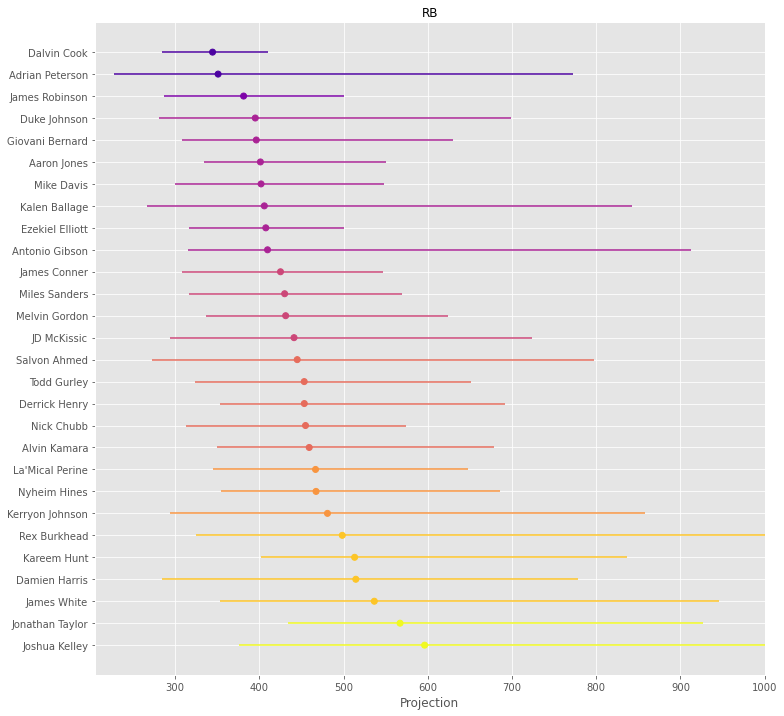 RB
Dalvin Cook
Adrian Peterson
James Robinson
Duke Johnson
Giovani Bernard
Aaron Jones
Mike Davis
Kalen Ballage
Ezekiel Elliott
Antonio Gibson
James Conner
Miles Sanders
Melvin Gordon
JD McKissic
Salvon Ahmed
Todd Gurley
Derrick Henry
Nick Chubb
Alvin Kamara
La'Mical Perine
Nyheim Hines
Kerryon Johnson
Rex Burkhead
Kareem Hunt
Damien Harris
James White
Jonathan Taylor
Joshua Kelley
300 400 500 600 700 800 900 1000
Projection